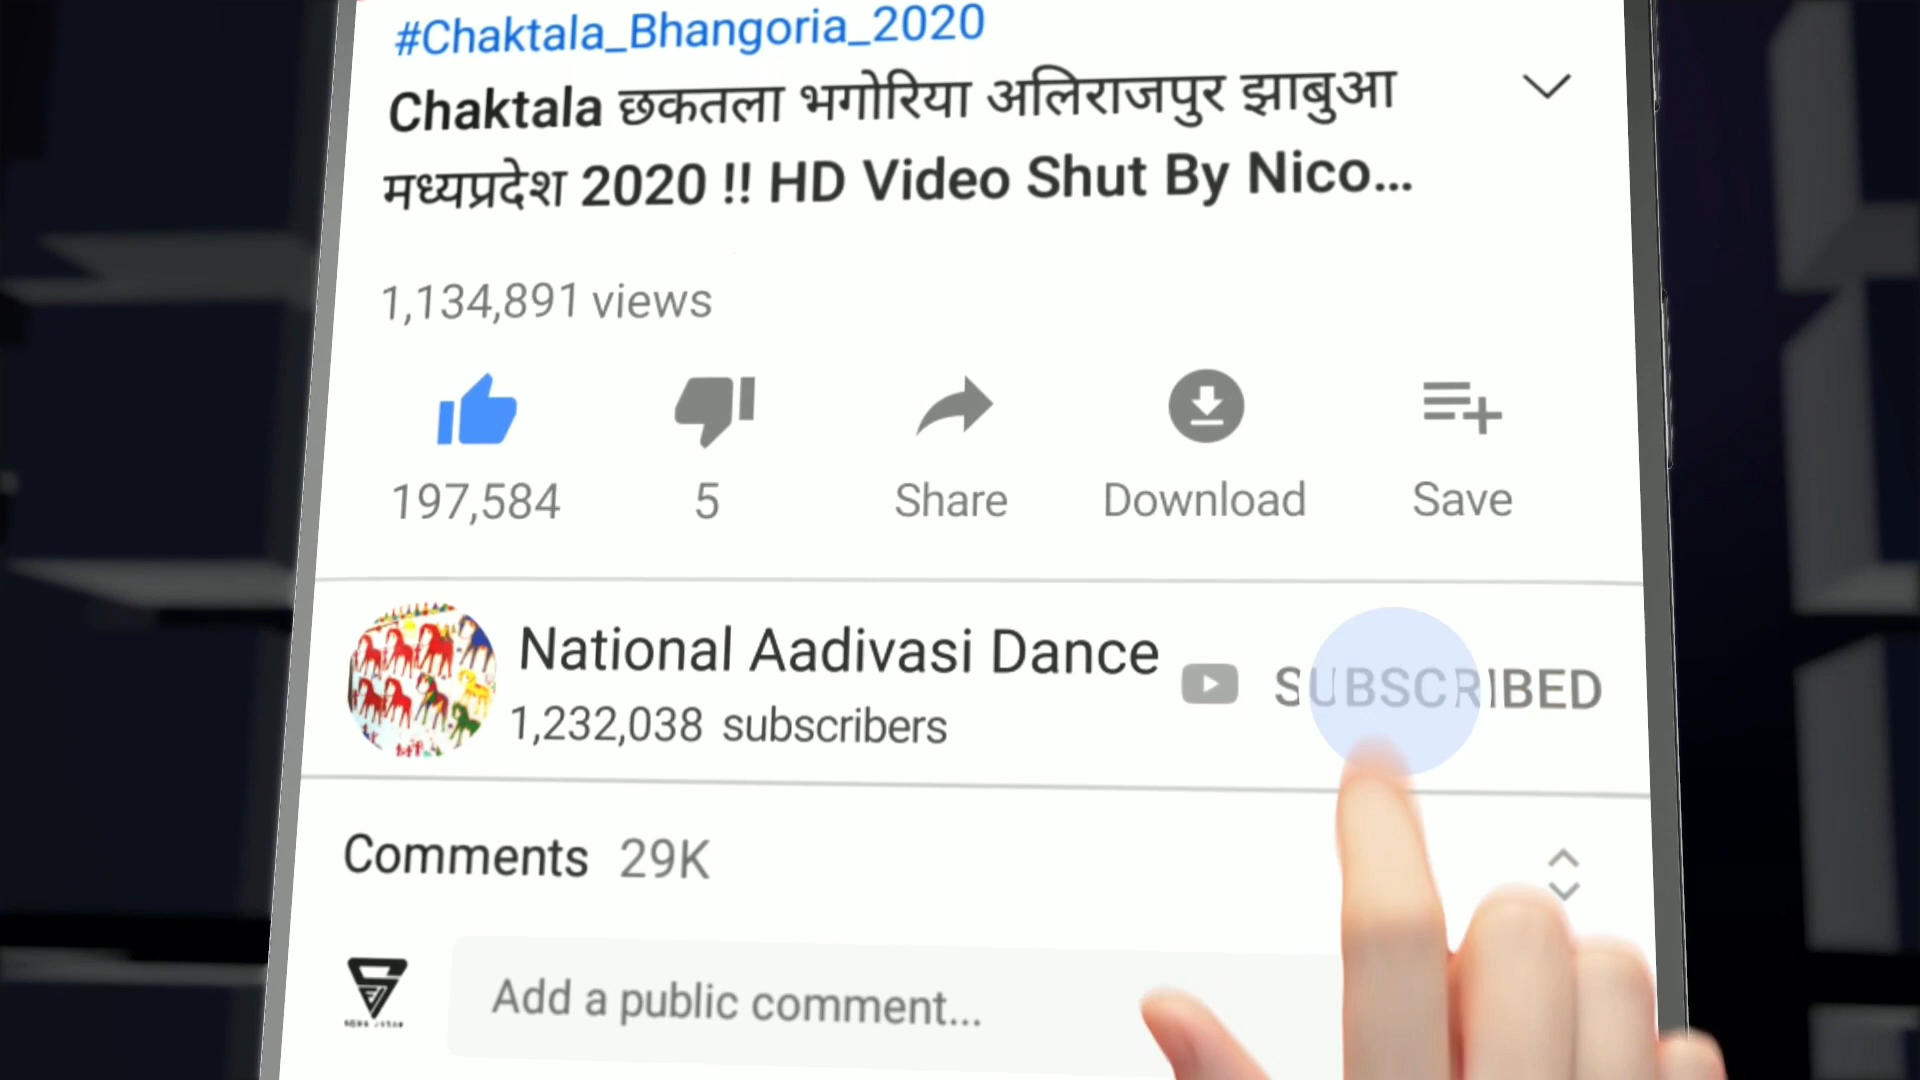 #Chaktala_Bhangoria_2020
Chaktala छकतला भगोरिया अलिराजपुर झाबुआ
मध्यप्रदेश 2020 !! HD Video Shut By Nico...
1,134,891 views
197,584 5 Share Download Save
National Aadivasi Dance
SUBSCRIBED
1,232,038 subscribers
Comments 29K
Add a public comment...